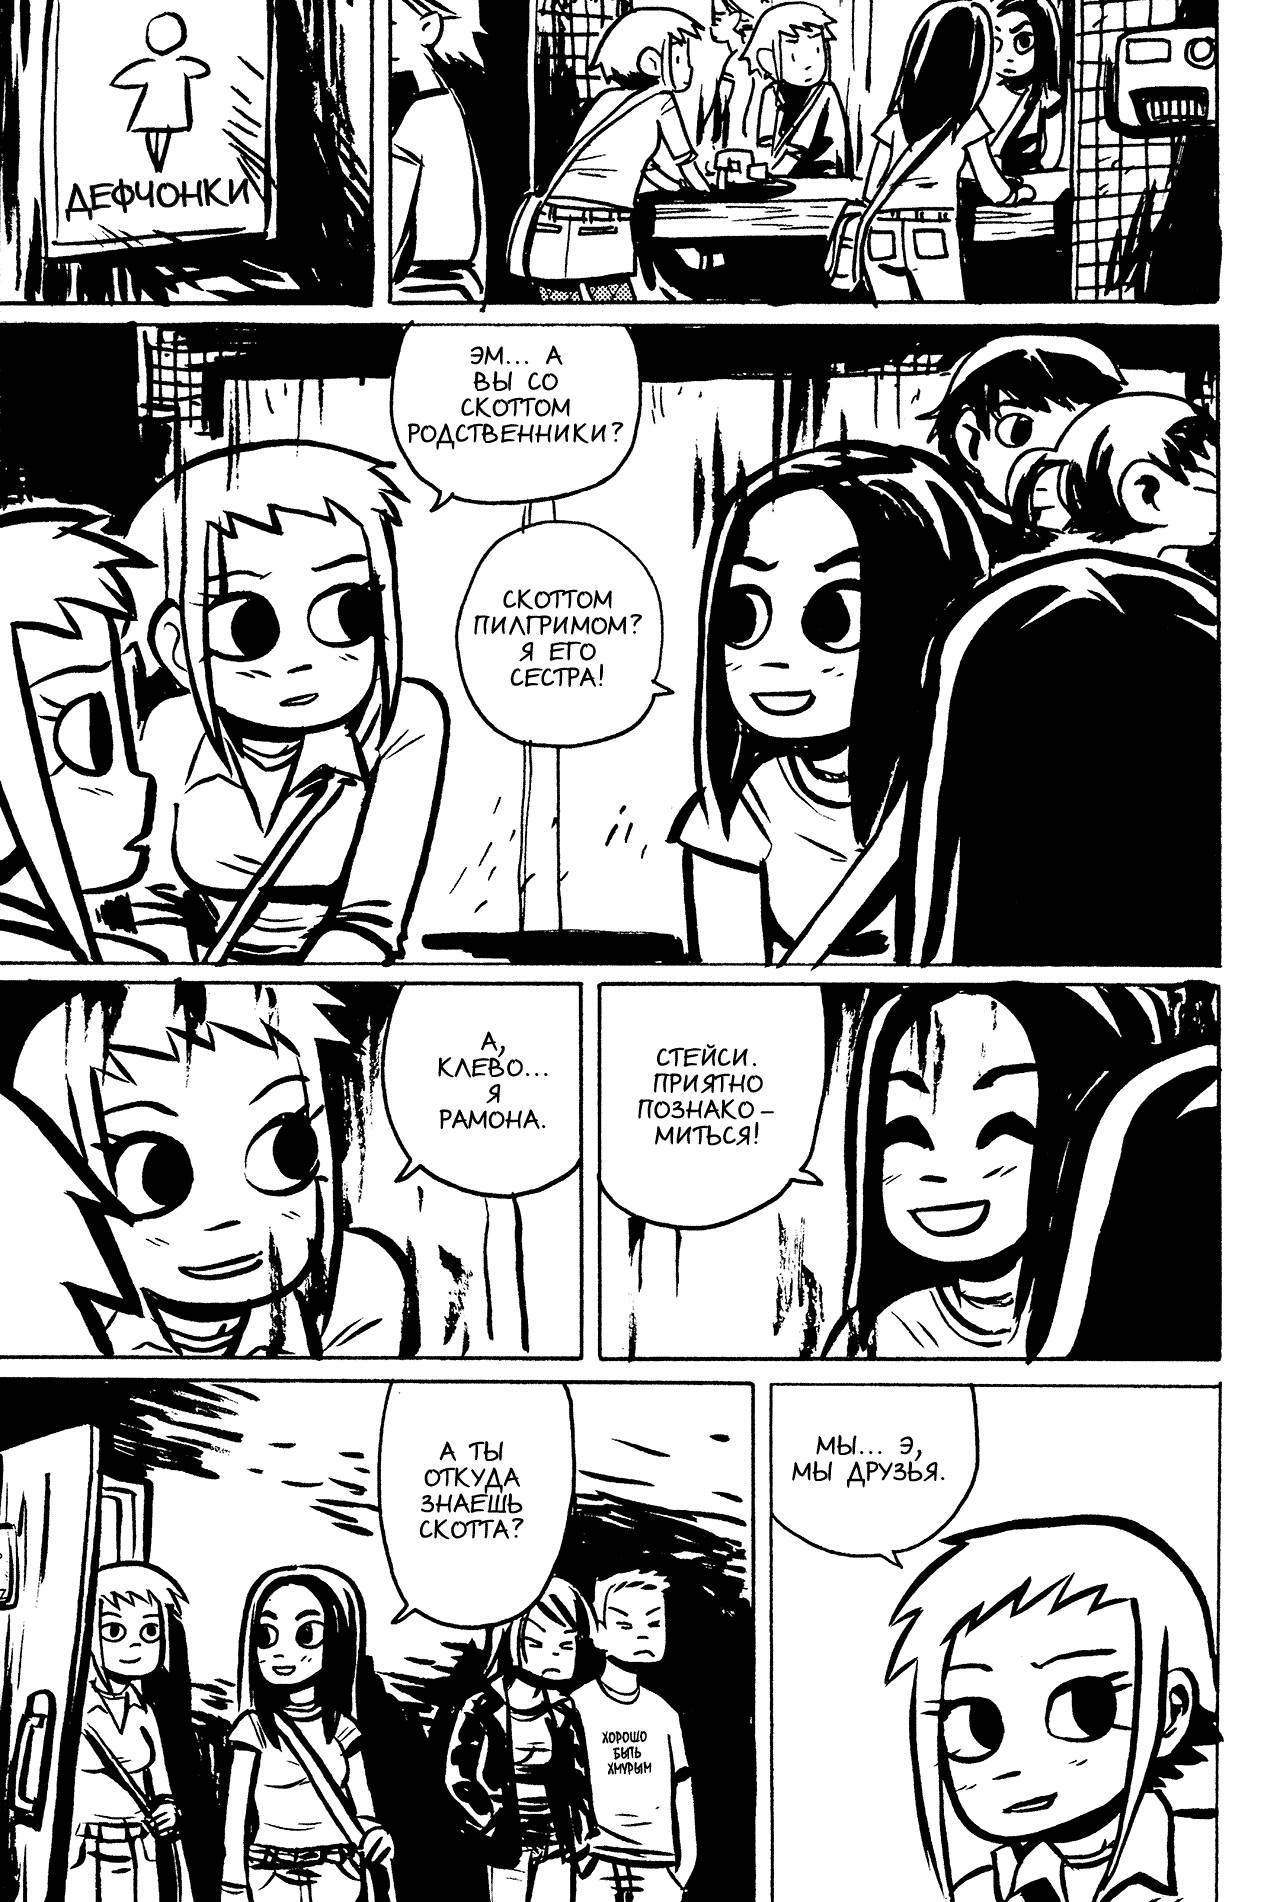 ДЕФЧОНКИ
ЭМ... А
ВЫ СО
СКОТТОМ
РОДСТВЕННИКИ?
СКОТТОМ
ПИЛГРИМОМ?
Я ЕГО
СЕСТРА!
А,
КЛЕВО...
Я
РАМОНА.
СТЕЙСИ.
ПРИЯТНО
ПОЗНАКО-
МИТЬСЯ!
А ТЫ
ОТКУДА
ЗНАЕШЬ
СКОТТА?
ХОРОШО
БЫТЬ
ХМУРЫМ
МЫ... Э,
МЫ ДРУЗЬЯ.